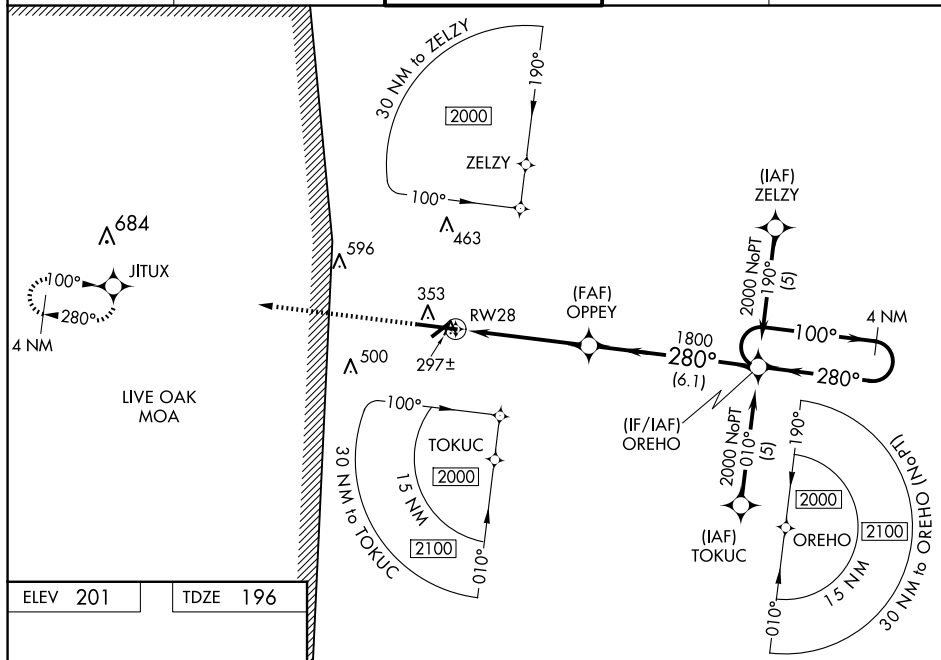 30 NM to ZELZY
190°
2000
ZELZY
100°
(IAF)
ZELZY
684
463
596
JITUX
100°
280°
4 NM
2000 NoPT
190°
(5)
353
RW28
(FAF)
OPPEY
1800
280°
(6.1)
100°
4 NM
280°
297±
500
LIVE OAK
MOA
(IF/IAF)
OREHO
100°
TOKUC
2000
15 NM
2100
30 NM to TOKUC
010°
2000 NoPT
010°
(5)
(IAF)
TOKUC
190°
2000
2100
OREHO
15 NM
30 NM to OREHO (NoPT)
010°
ELEV 201
TDZE 196